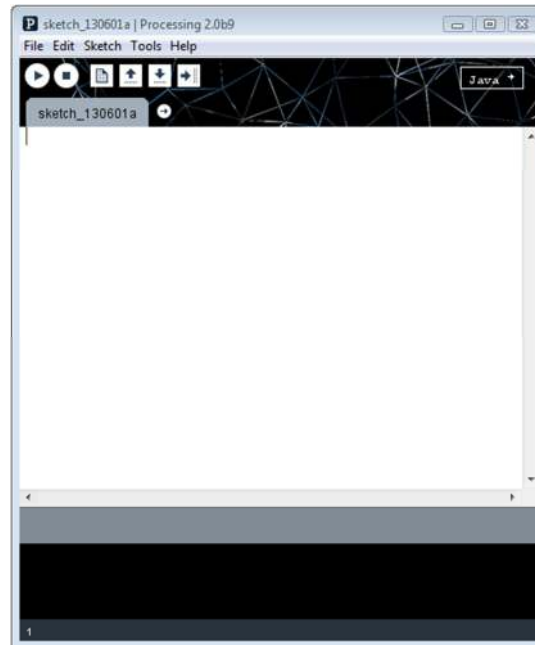 sketch_130601a | Processing 2.0b9
File Edit Sketch Tools Help
Java
sketch_130601a
1